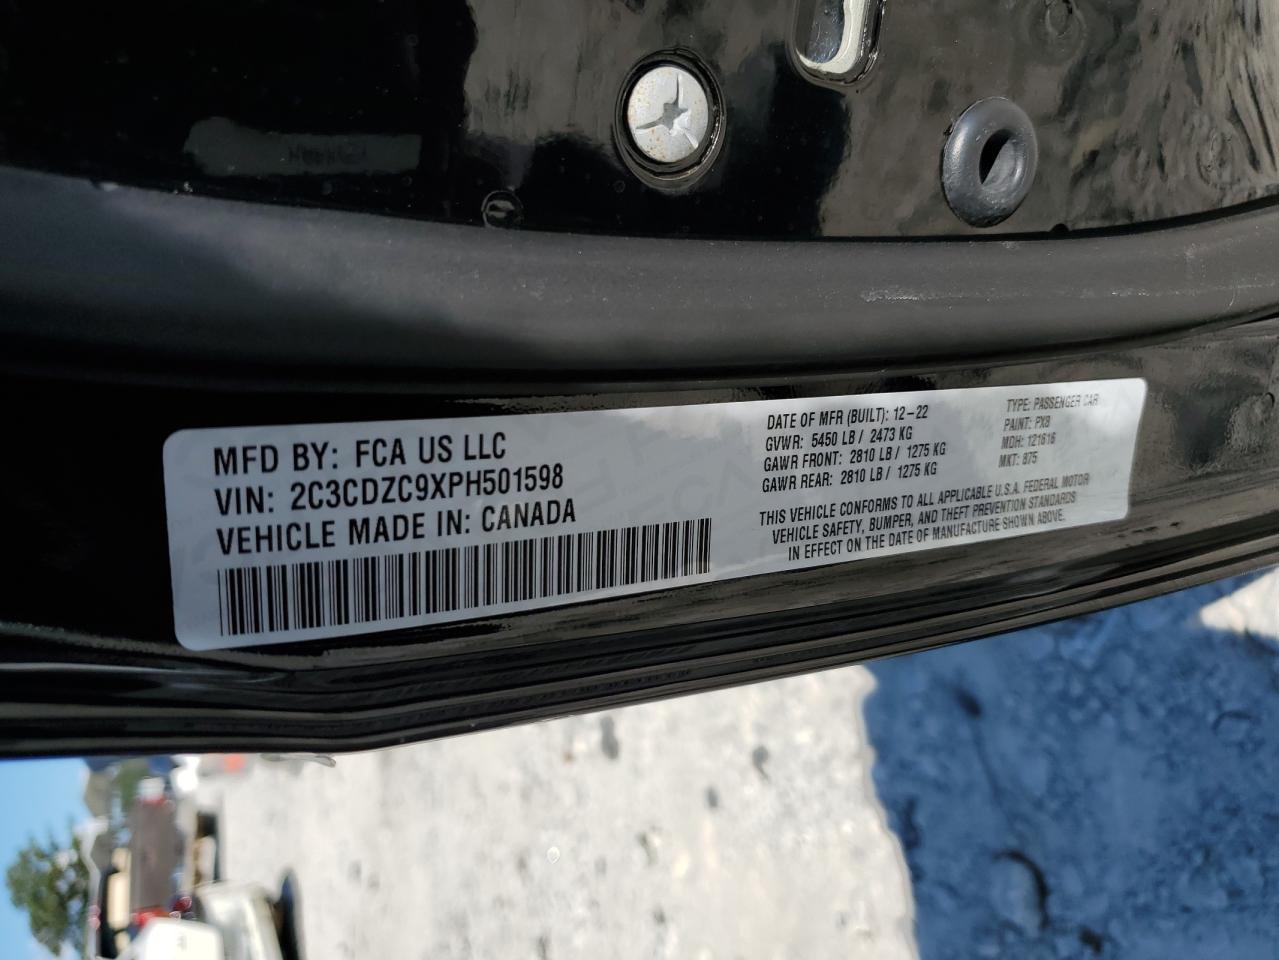 MFD BY: FCA US LLC
VIN: 2C3CDZC9XPH501598
VEHICLE MADE IN: CANADA
DATE OF MFR (BUILT): 12-22
GVWR: 5450 LB / 2473 KG
GAWR FRONT: 2810 LB / 1275 KG
GAWR REAR: 2810 LB / 1275 KG
TYPE: PASSENGER CAR
PAINT: PX8
MDH: 121616
MKT: 875
THIS VEHICLE CONFORMS TO ALL APPLICABLE U.S.A. FEDERAL MOTOR
VEHICLE SAFETY, BUMPER, AND THEFT PREVENTION STANDARDS
IN EFFECT ON THE DATE OF MANUFACTURE SHOWN ABOVE.